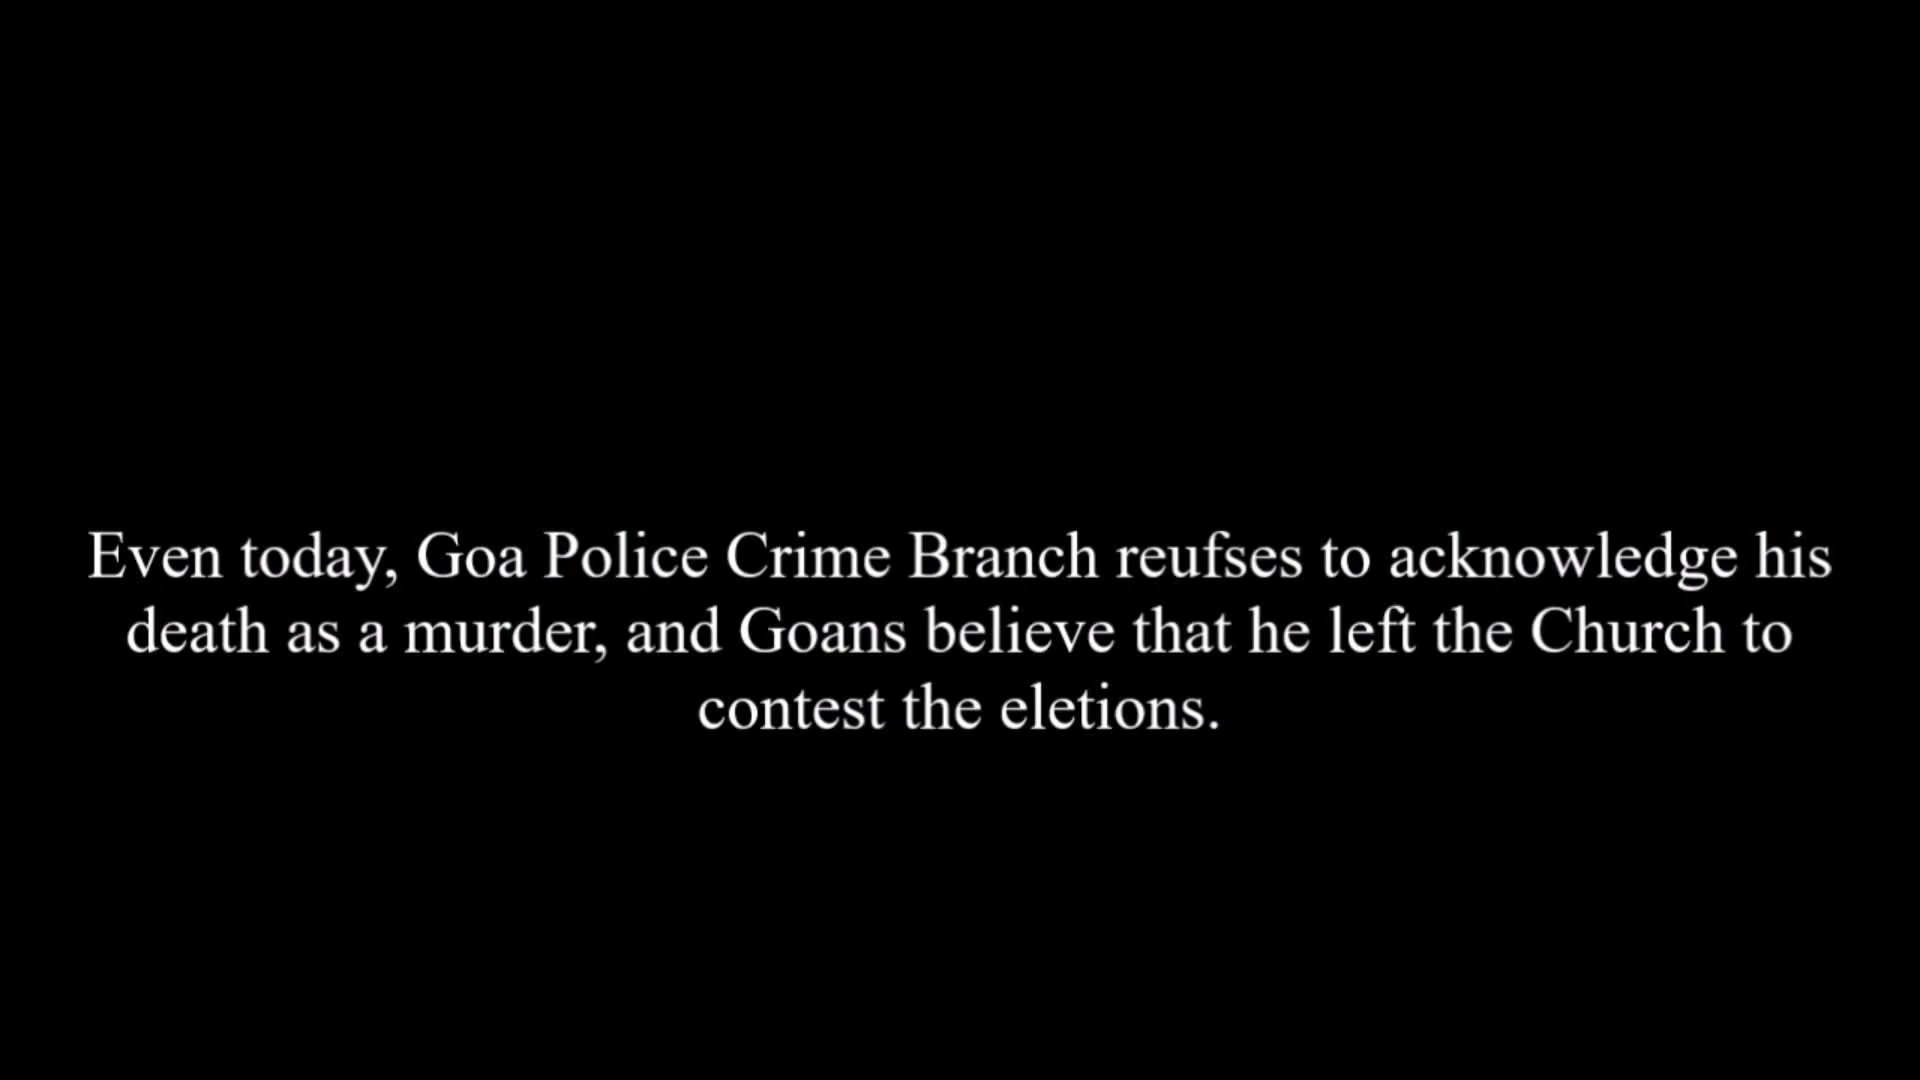 Even today, Goa Police Crime Branch reufses to acknowledge his
death as a murder, and Goans believe that he left the Church to
contest the eletions.